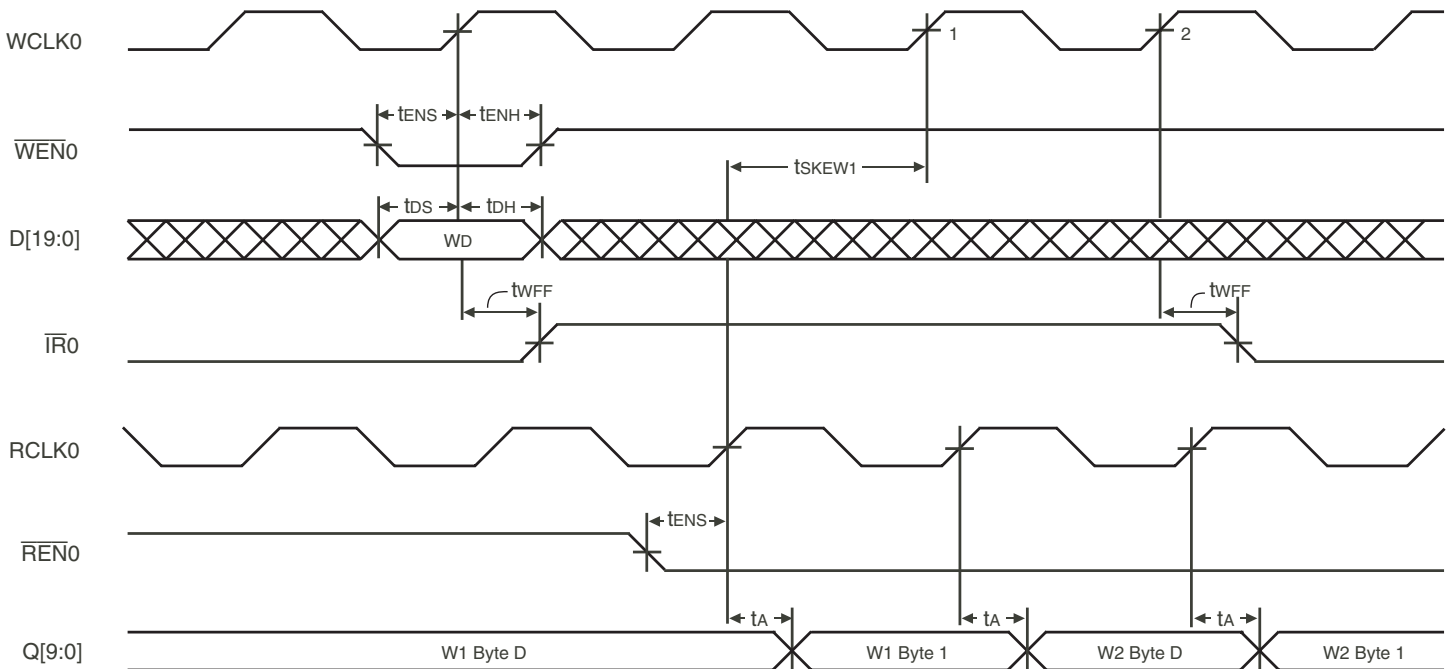 WCLK0
1
2
tENS
tENH
WEN0
tSKEW1
tDS
tDH
D[19:0]
WD
tWFF
tWFF
IR0
RCLK0
tENS
REN0
tA
tA
tA
Q[9:0]
W1 Byte D
W1 Byte 1
W2 Byte D
W2 Byte 1